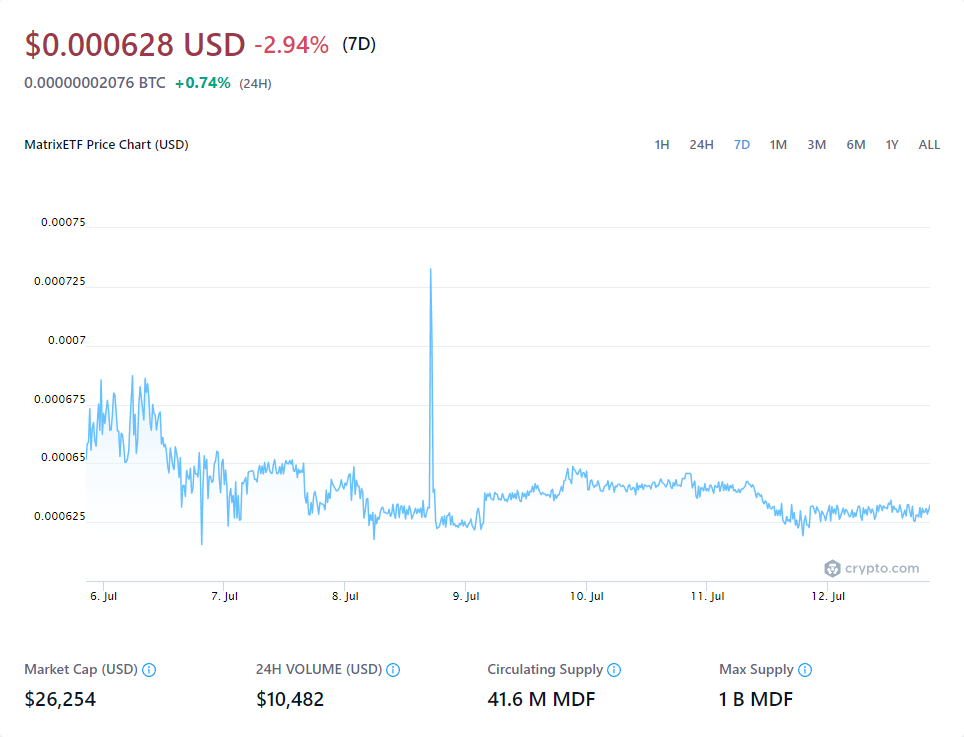 $0.000628 USD -2.94% (7D)
0.00000002076 BTC +0.74% (24H)
MatrixETF Price Chart (USD) 1H 24H 7D 1M 3M 6M 1Y ALL
0.00075
0.000725
0.0007
0.000675
0.00065
0.000625
crypto.com
6. Jul 7. Jul 8. Jul 9. Jul 10. Jul 11. Jul 12. Jul
Market Cap (USD) 24H VOLUME (USD) Circulating Supply Max Supply
$26,254 $10,482 41.6 M MDF 1 B MDF